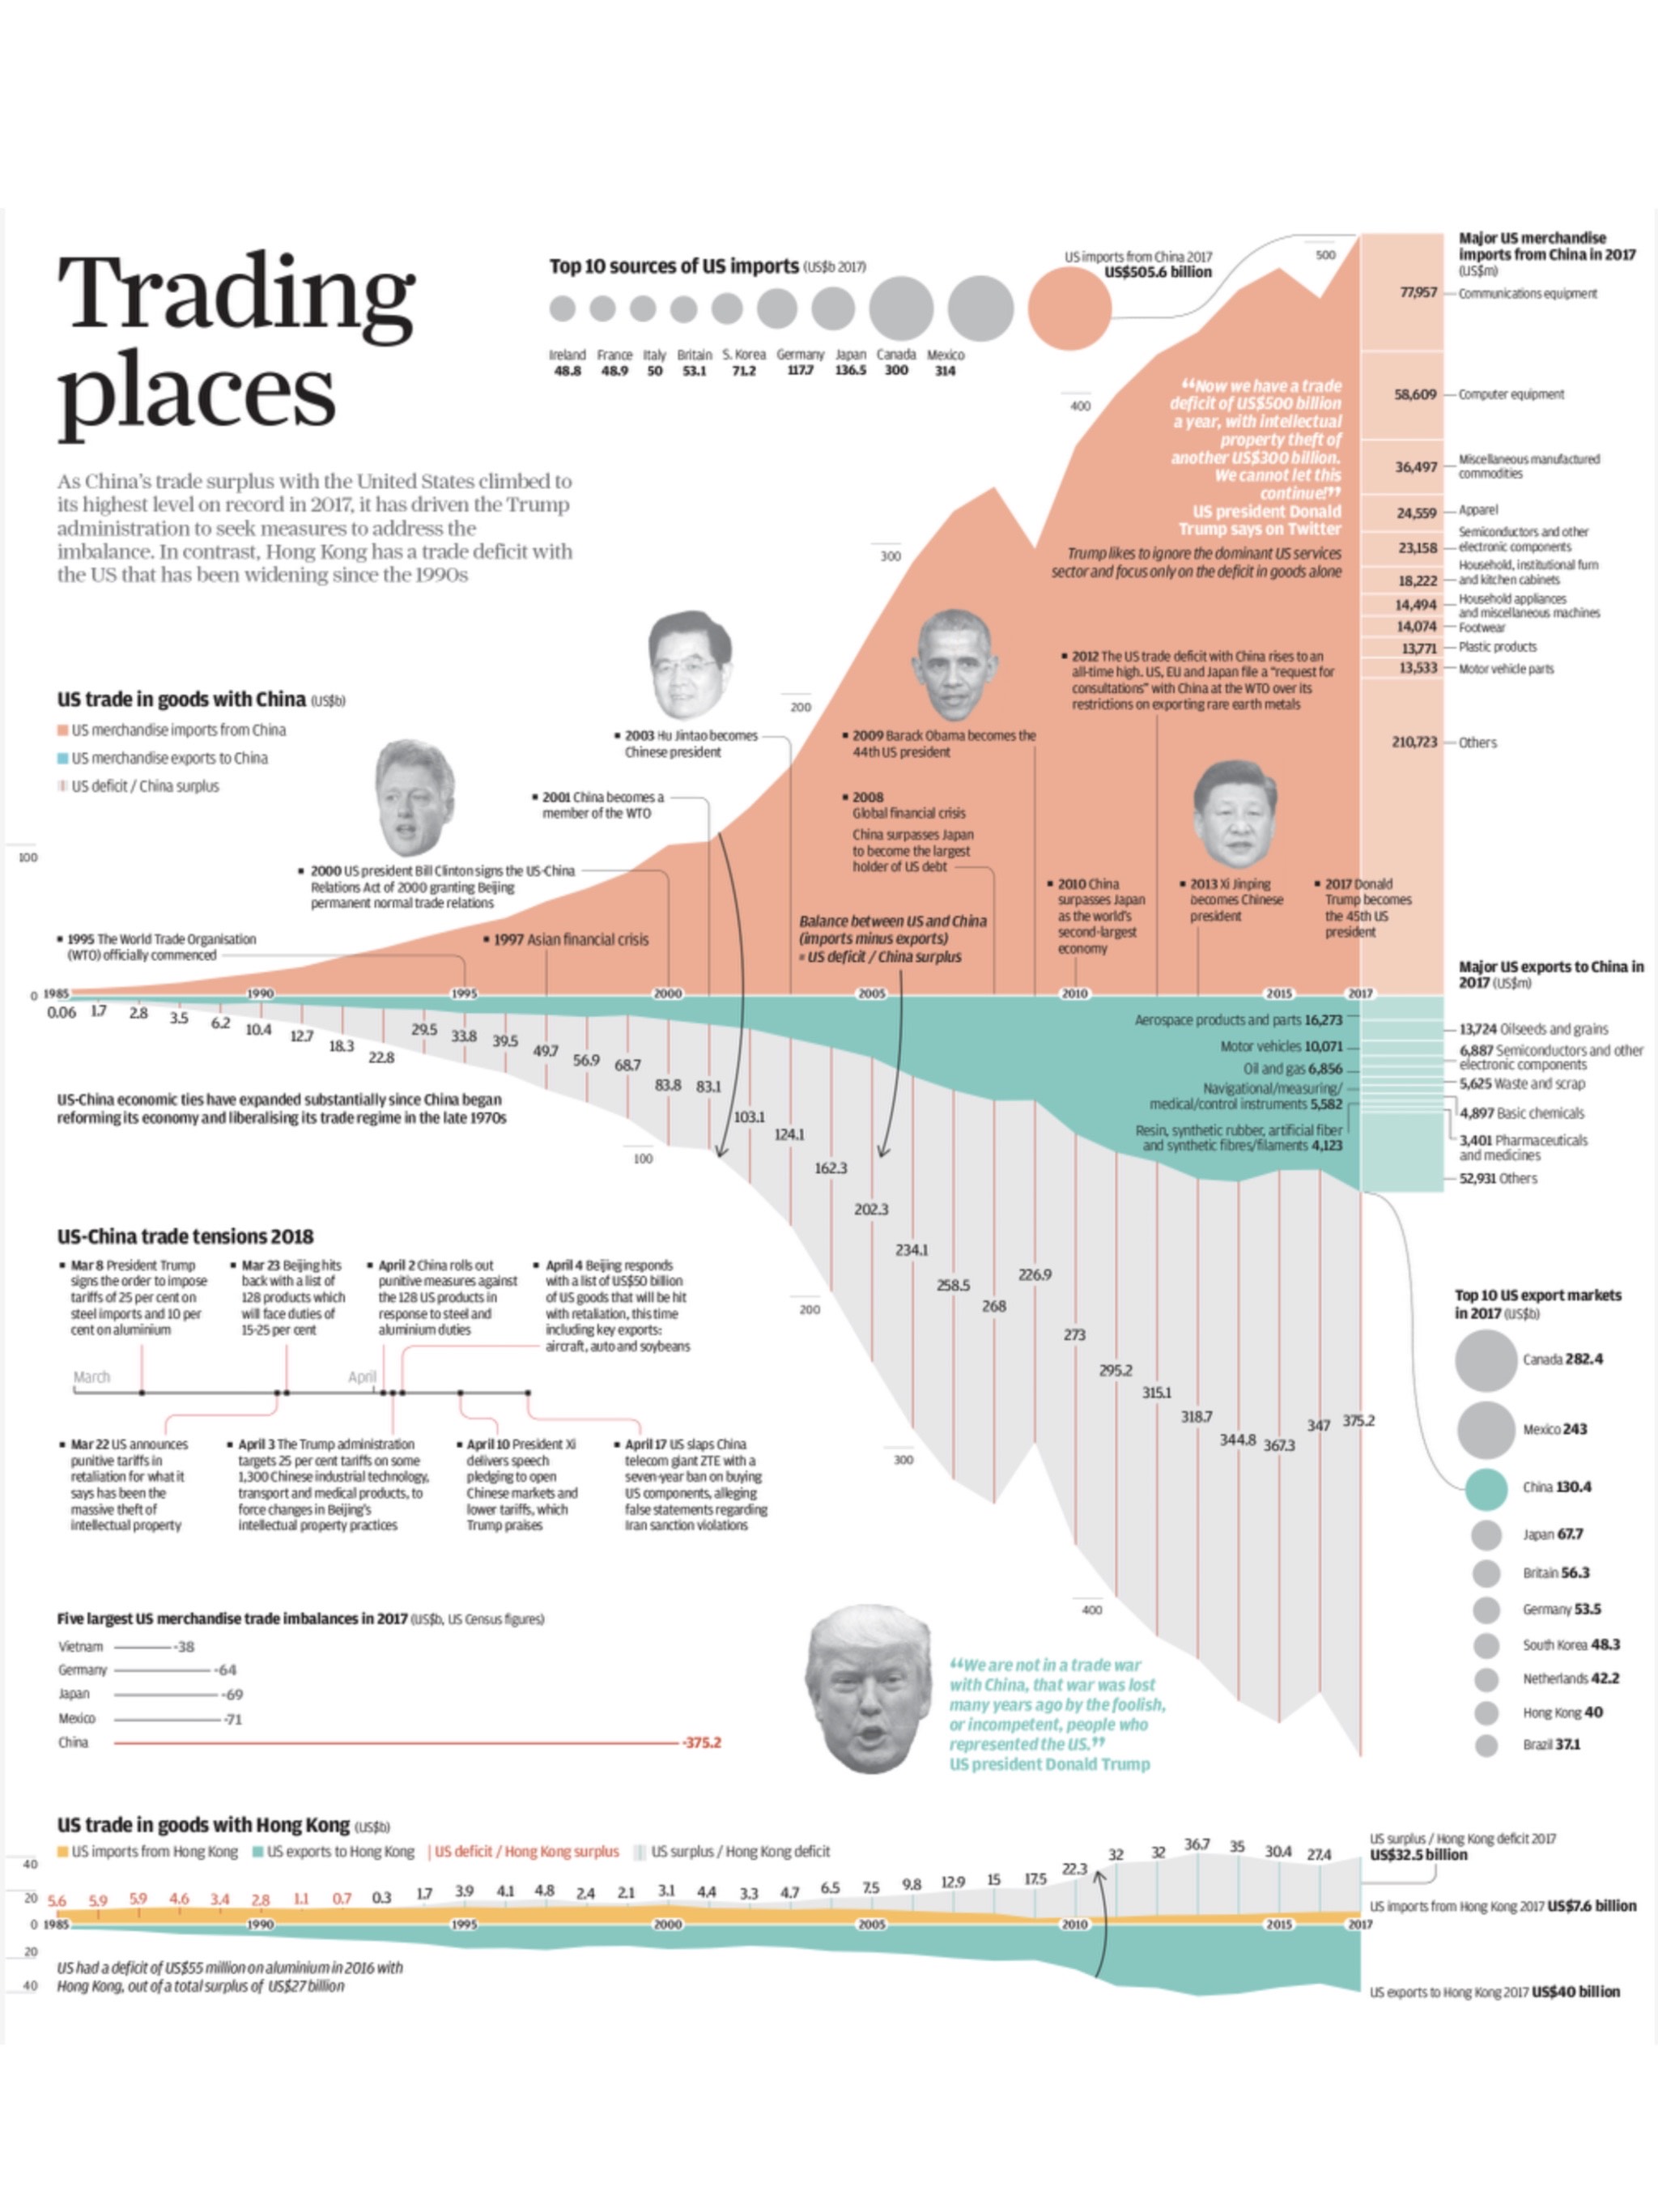 Trading
places
As China's trade surplus with the United States climbed to
its highest level on record in 2017, it has driven the Trump
administration to seek measures to address the
imbalance. In contrast, Hong Kong has a trade deficit with
the US that has been widening since the 1990s
Top 10 sources of US imports (US$b 2017)
Ireland France Italy Britain S. Korea Germany Japan Canada Mexico
48.8 48.9 50 53.1 71.2 117.7 136.5 300 314
US imports from China 2017
US$505.6 billion
500
400
300
200
100
0
"Now we have a trade
deficit of US$500 billion
a year, with intellectual
property theft of
another US$300 billion.
We cannot let this
continue!"
US president Donald
Trump says on Twitter
Trump likes to ignore the dominant US services
sector and focus only on the deficit in goods alone
Major US merchandise
imports from China in 2017
(US$m)
77,957 Communications equipment
58,609 Computer equipment
36,497 Miscellaneous manufactured
commodities
24,559 Apparel
23,158 Semiconductors and other
electronic components
18,222 Household, institutional furn
and kitchen cabinets
14,494 Household appliances
and miscellaneous machines
14,074 Footwear
13,771 Plastic products
13,533 Motor vehicle parts
210,723 Others
US trade in goods with China (US$b)
US merchandise imports from China
US merchandise exports to China
US deficit / China surplus
1995 The World Trade Organisation
(WTO) officially commenced
1997 Asian financial crisis
2000 US president Bill Clinton signs the US-China
Relations Act of 2000 granting Beijing
permanent normal trade relations
2001 China becomes a
member of the WTO
2003 Hu Jintao becomes
Chinese president
2009 Barack Obama becomes the
44th US president
2008
Global financial crisis
China surpasses Japan
to become the largest
holder of US debt
2012 The US trade deficit with China rises to an
all-time high. US, EU and Japan file a "request for
consultations" with China at the WTO over its
restrictions on exporting rare earth metals
2010 China
surpasses Japan
as the world's
second-largest
economy
2013 Xi Jinping
becomes Chinese
president
2017 Donald
Trump becomes
the 45th US
president
Balance between US and China
(imports minus exports)
= US deficit / China surplus
1985 1990 1995 2000 2005 2010 2015 2017
0.06 1.7 2.8 3.5 6.2 10.4 12.7 18.3 22.8 29.5 33.8 39.5 49.7 56.9 68.7 83.8 83.1 103.1 124.1 162.3 202.3 234.1 258.5 268 226.9 273 295.2 315.1 318.7 344.8 367.3 347 375.2
100
200
300
400
US-China economic ties have expanded substantially since China began
reforming its economy and liberalising its trade regime in the late 1970s
Major US exports to China in
2017 (US$m)
Aerospace products and parts 16,273
Motor vehicles 10,071
Oil and gas 6,856
Navigational/measuring/
medical/control instruments 5,582
Resin, synthetic rubber, artificial fiber
and synthetic fibres/filaments 4,123
13,724 Oilseeds and grains
6,887 Semiconductors and other
electronic components
5,625 Waste and scrap
4,897 Basic chemicals
3,401 Pharmaceuticals
and medicines
52,931 Others
US-China trade tensions 2018
Mar 8 President Trump
signs the order to impose
tariffs of 25 per cent on
steel imports and 10 per
cent on aluminium
Mar 23 Beijing hits
back with a list of
128 products which
will face duties of
15-25 per cent
April 2 China rolls out
punitive measures against
the 128 US products in
response to steel and
aluminium duties
April 4 Beijing responds
with a list of US$50 billion
of US goods that will be hit
with retaliation, this time
including key exports:
aircraft, auto and soybeans
March
April
Mar 22 US announces
punitive tariffs in
retaliation for what it
says has been the
massive theft of
intellectual property
April 3 The Trump administration
targets 25 per cent tariffs on some
1,300 Chinese industrial technology,
transport and medical products, to
force changes in Beijing's
intellectual property practices
April 10 President Xi
delivers speech
pledging to open
Chinese markets and
lower tariffs, which
Trump praises
April 17 US slaps China
telecom giant ZTE with a
seven-year ban on buying
US components, alleging
false statements regarding
Iran sanction violations
Top 10 US export markets
in 2017 (US$b)
Canada 282.4
Mexico 243
China 130.4
Japan 67.7
Britain 56.3
Germany 53.5
South Korea 48.3
Netherlands 42.2
Hong Kong 40
Brazil 37.1
Five largest US merchandise trade imbalances in 2017 (US$b, US Census figures)
Vietnam -38
Germany -64
Japan -69
Mexico -71
China -375.2
"We are not in a trade war
with China, that war was lost
many years ago by the foolish,
or incompetent, people who
represented the US."
US president Donald Trump
US trade in goods with Hong Kong (US$b)
US imports from Hong Kong US exports to Hong Kong US deficit / Hong Kong surplus US surplus / Hong Kong deficit
40
20
0
20
40
5.6 5.9 5.9 4.6 3.4 2.8 1.1 0.7 0.3 1.7 3.9 4.1 4.8 2.4 2.1 3.1 4.4 3.3 4.7 6.5 7.5 9.8 12.9 15 17.5 22.3 32 32 36.7 35 30.4 27.4
1985 1990 1995 2000 2005 2010 2015 2017
US surplus / Hong Kong deficit 2017
US$32.5 billion
US imports from Hong Kong 2017 US$7.6 billion
US exports to Hong Kong 2017 US$40 billion
US had a deficit of US$55 million on aluminium in 2016 with
Hong Kong, out of a total surplus of US$27 billion